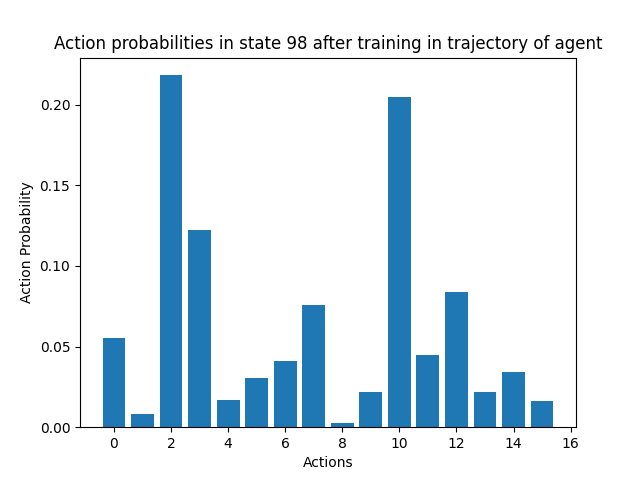 Action probabilities in state 98 after training in trajectory of agent
0.20
0.15
0.10
0.05
0.00
Action Probability
0 2 4 6 8 10 12 14 16
Actions